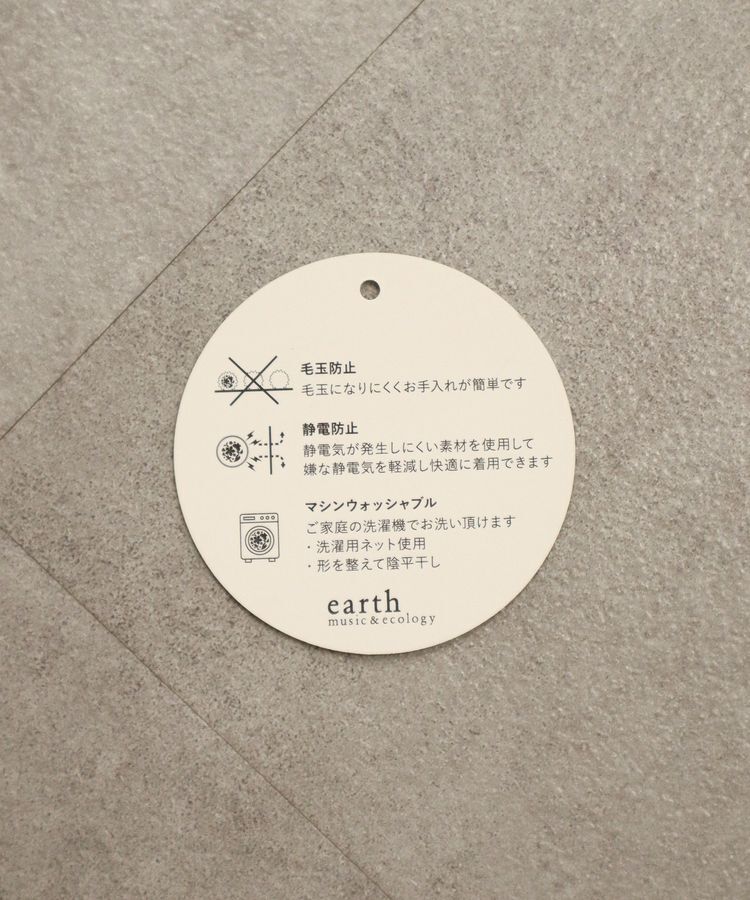 毛玉防止
毛玉になりにくくお手入れが簡単です
静電防止
静電気が発生しにくい素材を使用して
嫌な静電気を軽減し快適に着用できます
マシンウォッシャブル
ご家庭の洗濯機でお洗い頂けます
・洗濯用ネット使用
・形を整えて陰平干し
earth
music&ecology